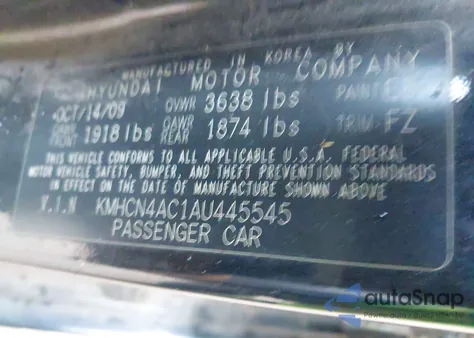 MANUFACTURED IN KOREA BY
HYUNDAI MOTOR COMPANY
OCT/14/09 GVWR 3638 lbs PAINT
GAWR FRONT 1918 lbs GAWR REAR 1874 lbs TRIM FZ
THIS VEHICLE CONFORMS TO ALL APPLICABLE U.S.A. FEDERAL
MOTOR VEHICLE SAFETY, BUMPER, AND THEFT PREVENTION STANDARDS
IN EFFECT ON THE DATE OF MANUFACTURE SHOWN ABOVE
V.I.N KMHCN4AC1AU445545
PASSENGER CAR
autoSnap